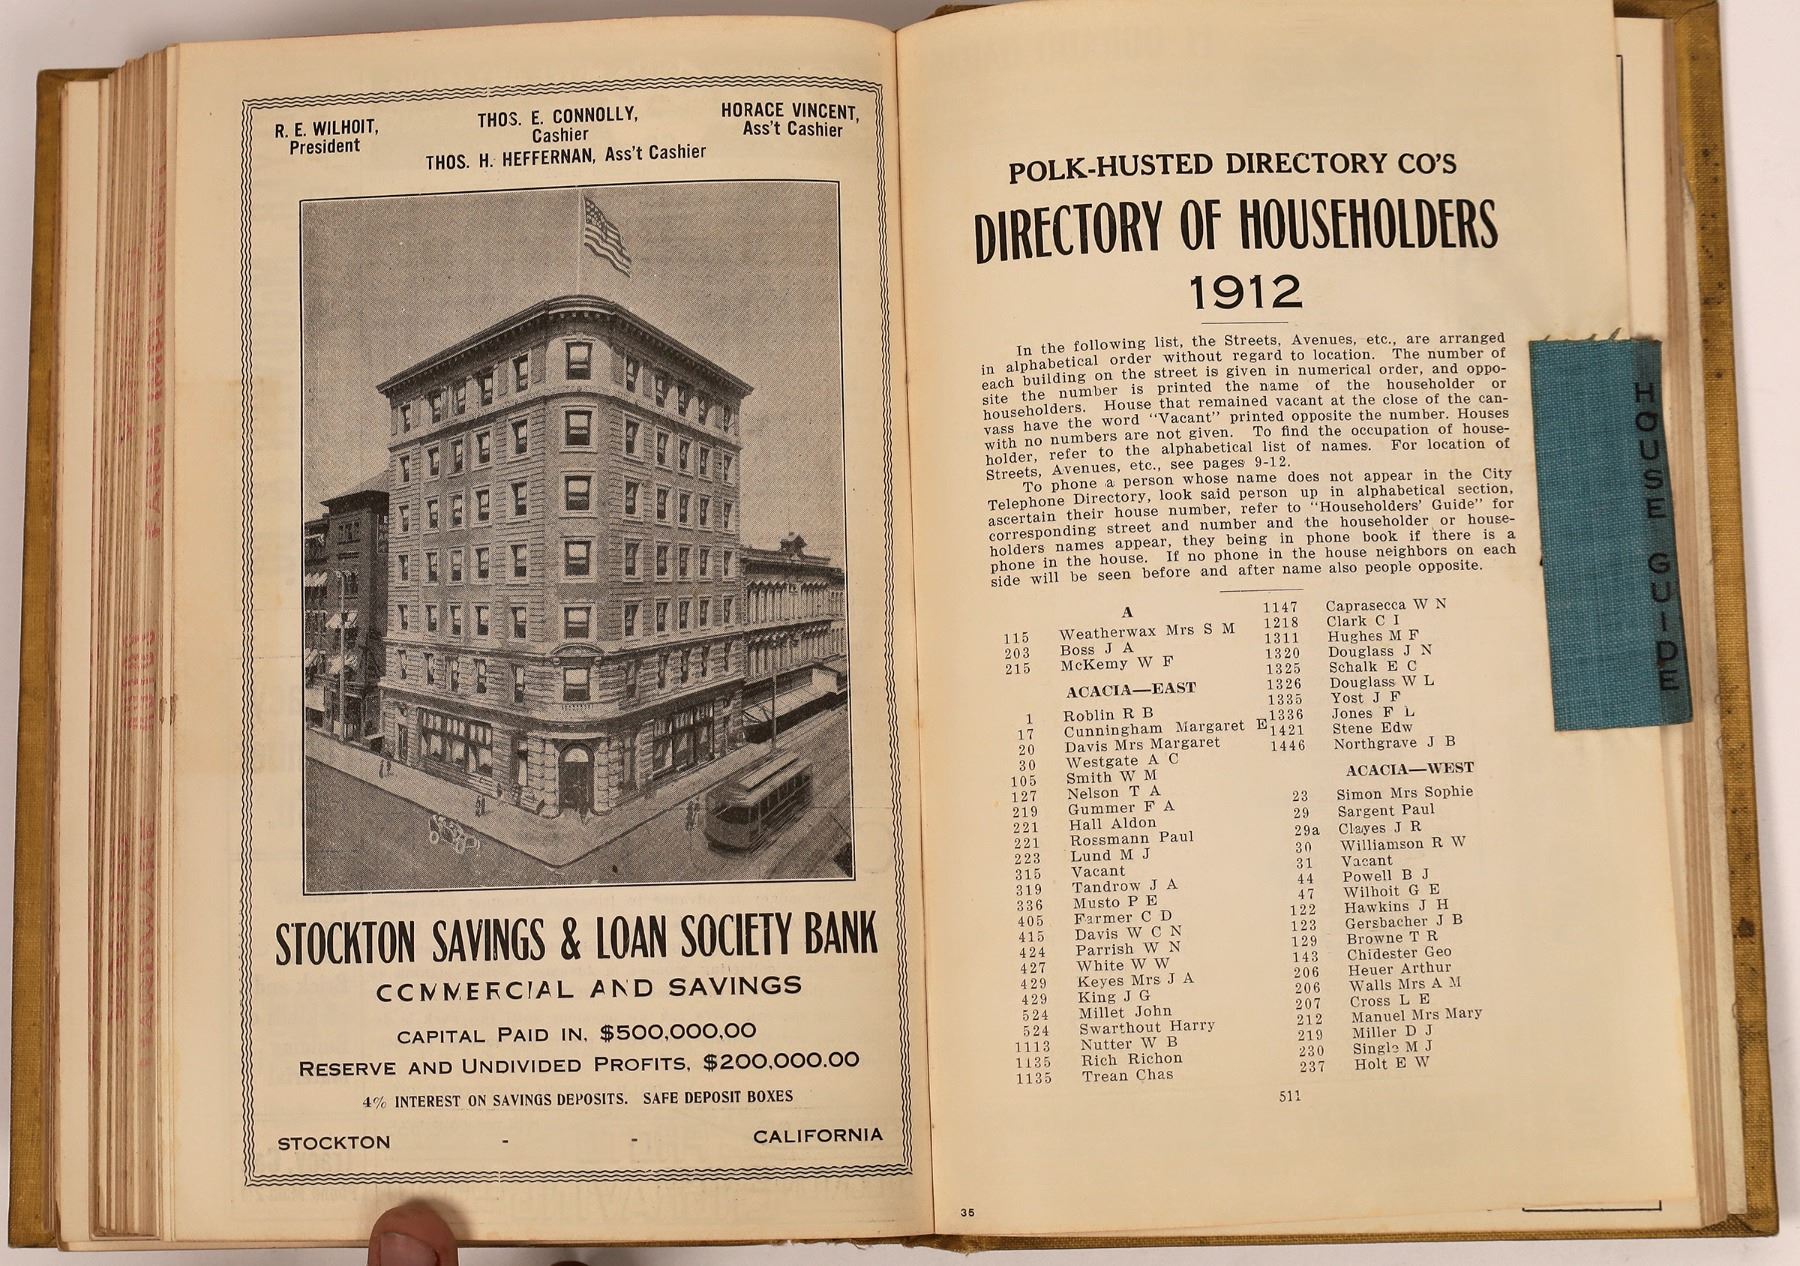 R. E. WILHOIT,
President
THOS. E. CONNOLLY,
Cashier
THOS. H. HEFFERNAN, Ass't Cashier
HORACE VINCENT,
Ass't Cashier
STOCKTON SAVINGS & LOAN SOCIETY BANK
COMMERCIAL AND SAVINGS
CAPITAL PAID IN, $500,000,00
RESERVE AND UNDIVIDED PROFITS, $200,000.00
4% INTEREST ON SAVINGS DEPOSITS. SAFE DEPOSIT BOXES
STOCKTON - - CALIFORNIA
POLK-HUSTED DIRECTORY CO'S
DIRECTORY OF HOUSEHOLDERS
1912
In the following list, the Streets, Avenues, etc., are arranged
in alphabetical order without regard to location. The number of
each building on the street is given in numerical order, and oppo-
site the number is printed the name of the householder or
householders. House that remained vacant at the close of the can-
vass have the word "Vacant" printed opposite the number. Houses
with no numbers are not given. To find the occupation of house-
holder, refer to the alphabetical list of names. For location of
Streets, Avenues, etc., see pages 9-12.
To phone a person whose name does not appear in the City
Telephone Directory, look said person up in alphabetical section,
ascertain their house number, refer to "Householders' Guide" for
corresponding street and number and the householder or house-
holders names appear, they being in phone book if there is a
phone in the house. If no phone in the house neighbors on each
side will be seen before and after name also people opposite.
A
115 Weatherwax Mrs S M
203 Boss J A
215 McKemy W F
ACACIA—EAST
1 Roblin R B
17 Cunningham Margaret E
20 Davis Mrs Margaret
30 Westgate A C
105 Smith W M
127 Nelson T A
219 Gummer F A
221 Hall Aldon
221 Rossmann Paul
223 Lund M J
315 Vacant
319 Tandrow J A
336 Musto P E
405 Farmer C D
415 Davis W C N
424 Parrish W N
427 White W W
429 Keyes Mrs J A
429 King J G
524 Millet John
524 Swarthout Harry
1113 Nutter W B
1135 Rich Richon
1135 Trean Chas
1147 Caprasecca W N
1218 Clark C I
1311 Hughes M F
1320 Douglass J N
1325 Schalk E C
1326 Douglass W L
1335 Yost J F
1336 Jones F L
1421 Stene Edw
1446 Northgrave J B
ACACIA—WEST
23 Simon Mrs Sophie
29 Sargent Paul
29a Clayes J R
30 Williamson R W
31 Vacant
44 Powell B J
47 Wilhoit G E
122 Hawkins J H
123 Gersbacher J B
129 Browne T R
143 Chidester Geo
206 Heuer Arthur
206 Walls Mrs A M
207 Cross L E
212 Manuel Mrs Mary
219 Miller D J
230 Single M J
237 Holt E W
511
35
HOUSE GUIDE